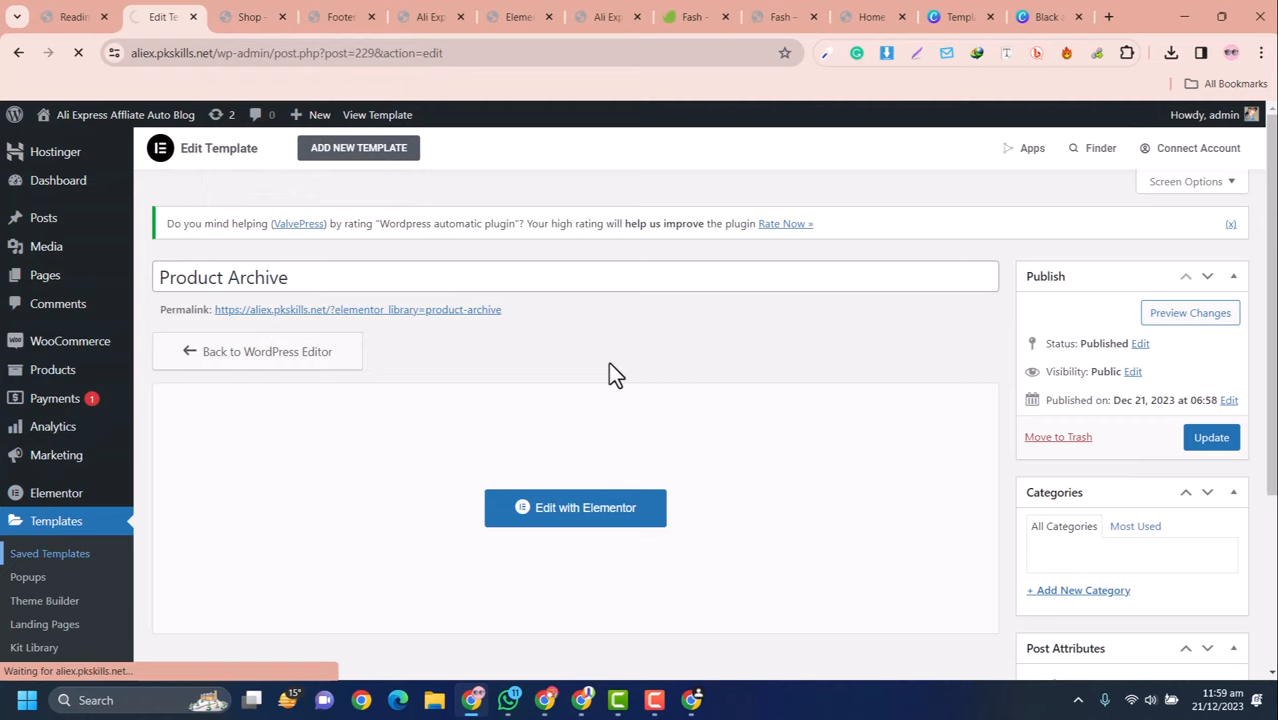 Readin
Edit Te
Shop -
Footer
Ali Exp
Elemer
Ali Exp
Fash -
Fash –
Home
Templ
Black a
aliex.pkskills.net/wp-admin/post.php?post=229&action=edit
All Bookmarks
Ali Express Affliate Auto Blog 2 0 New View Template
Howdy, admin
Hostinger
Dashboard
Posts
Media
Pages
Comments
WooCommerce
Products
Payments 1
Analytics
Marketing
Elementor
Templates
Saved Templates
Popups
Theme Builder
Landing Pages
Kit Library
Edit Template
ADD NEW TEMPLATE
Apps
Finder
Connect Account
Screen Options
Do you mind helping (ValvePress) by rating "Wordpress automatic plugin"? Your high rating will help us improve the plugin Rate Now »
(x)
Product Archive
Permalink: https://aliex.pkskills.net/?elementor_library=product-archive
Back to WordPress Editor
Edit with Elementor
Publish
Preview Changes
Status: Published Edit
Visibility: Public Edit
Published on: Dec 21, 2023 at 06:58 Edit
Move to Trash
Update
Categories
All Categories
Most Used
+ Add New Category
Post Attributes
Waiting for aliex.pkskills.net...
Search
15°
11
11:59 am
21/12/2023